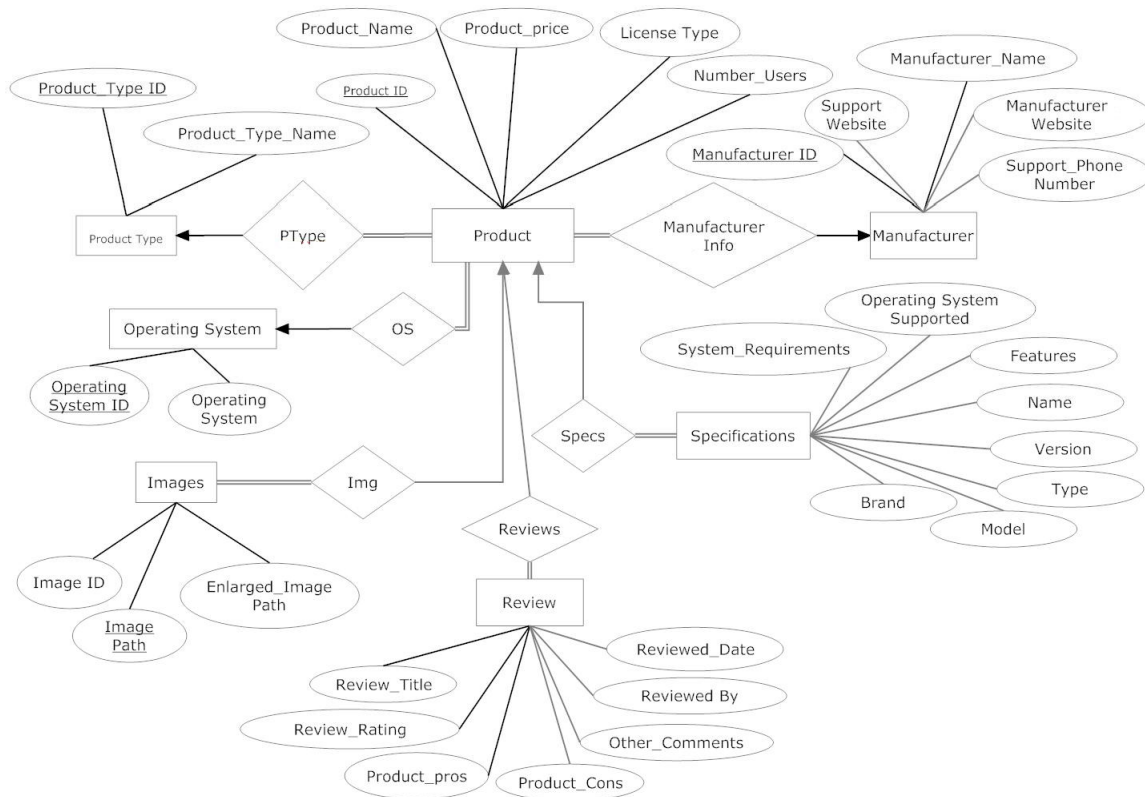 Product_Name
Product_price
License Type
Manufacturer_Name
Product_Type ID
Product ID
Number_Users
Support
Website
Manufacturer
Website
Product_Type_Name
Manufacturer ID
Support_Phone
Number
Product Type
PType
Product
Manufacturer
Info
Manufacturer
Operating System
OS
Operating System
Supported
System_Requirements
Features
Operating
System ID
Operating
System
Name
Specs
Specifications
Version
Images
Img
Type
Brand
Model
Reviews
Image ID
Enlarged_Image
Path
Image
Path
Review
Reviewed_Date
Review_Title
Reviewed By
Review_Rating
Other_Comments
Product_pros
Product_Cons